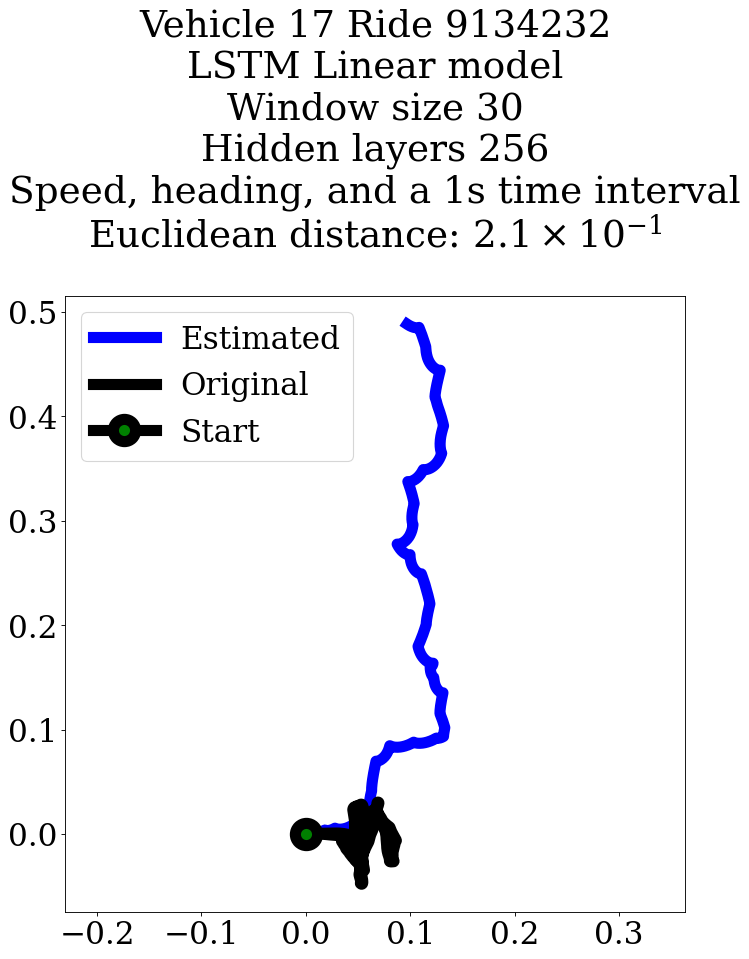 Vehicle 17 Ride 9134232
LSTM Linear model
Window size 30
Hidden layers 256
Speed, heading, and a 1s time interval
Euclidean distance: 2.1 × 10⁻¹
Estimated
Original
Start
0.5
0.4
0.3
0.2
0.1
0.0
−0.2 −0.1 0.0 0.1 0.2 0.3